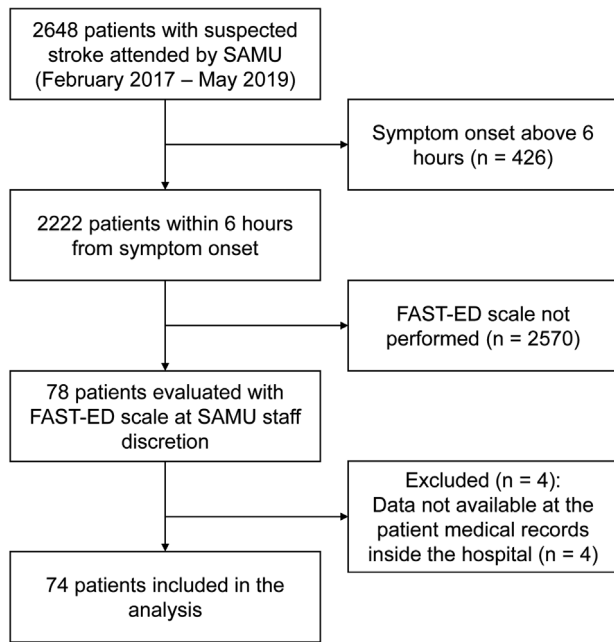 2648 patients with suspected
stroke attended by SAMU
(February 2017 – May 2019)
Symptom onset above 6
hours (n = 426)
2222 patients within 6 hours
from symptom onset
FAST-ED scale not
performed (n = 2570)
78 patients evaluated with
FAST-ED scale at SAMU staff
discretion
Excluded (n = 4):
Data not available at the
patient medical records
inside the hospital (n = 4)
74 patients included in the
analysis